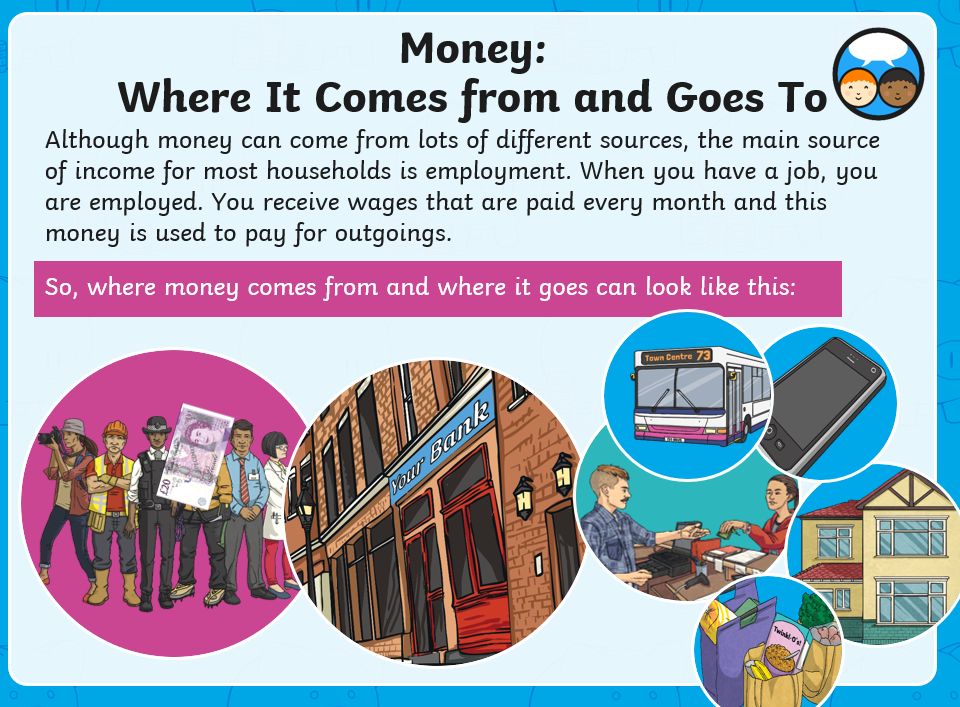 Money:
Where It Comes from and Goes To
Although money can come from lots of different sources, the main source
of income for most households is employment. When you have a job, you
are employed. You receive wages that are paid every month and this
money is used to pay for outgoings.
So, where money comes from and where it goes can look like this:
Town Centre 73
Your Bank
£20
Twinkl-O's!